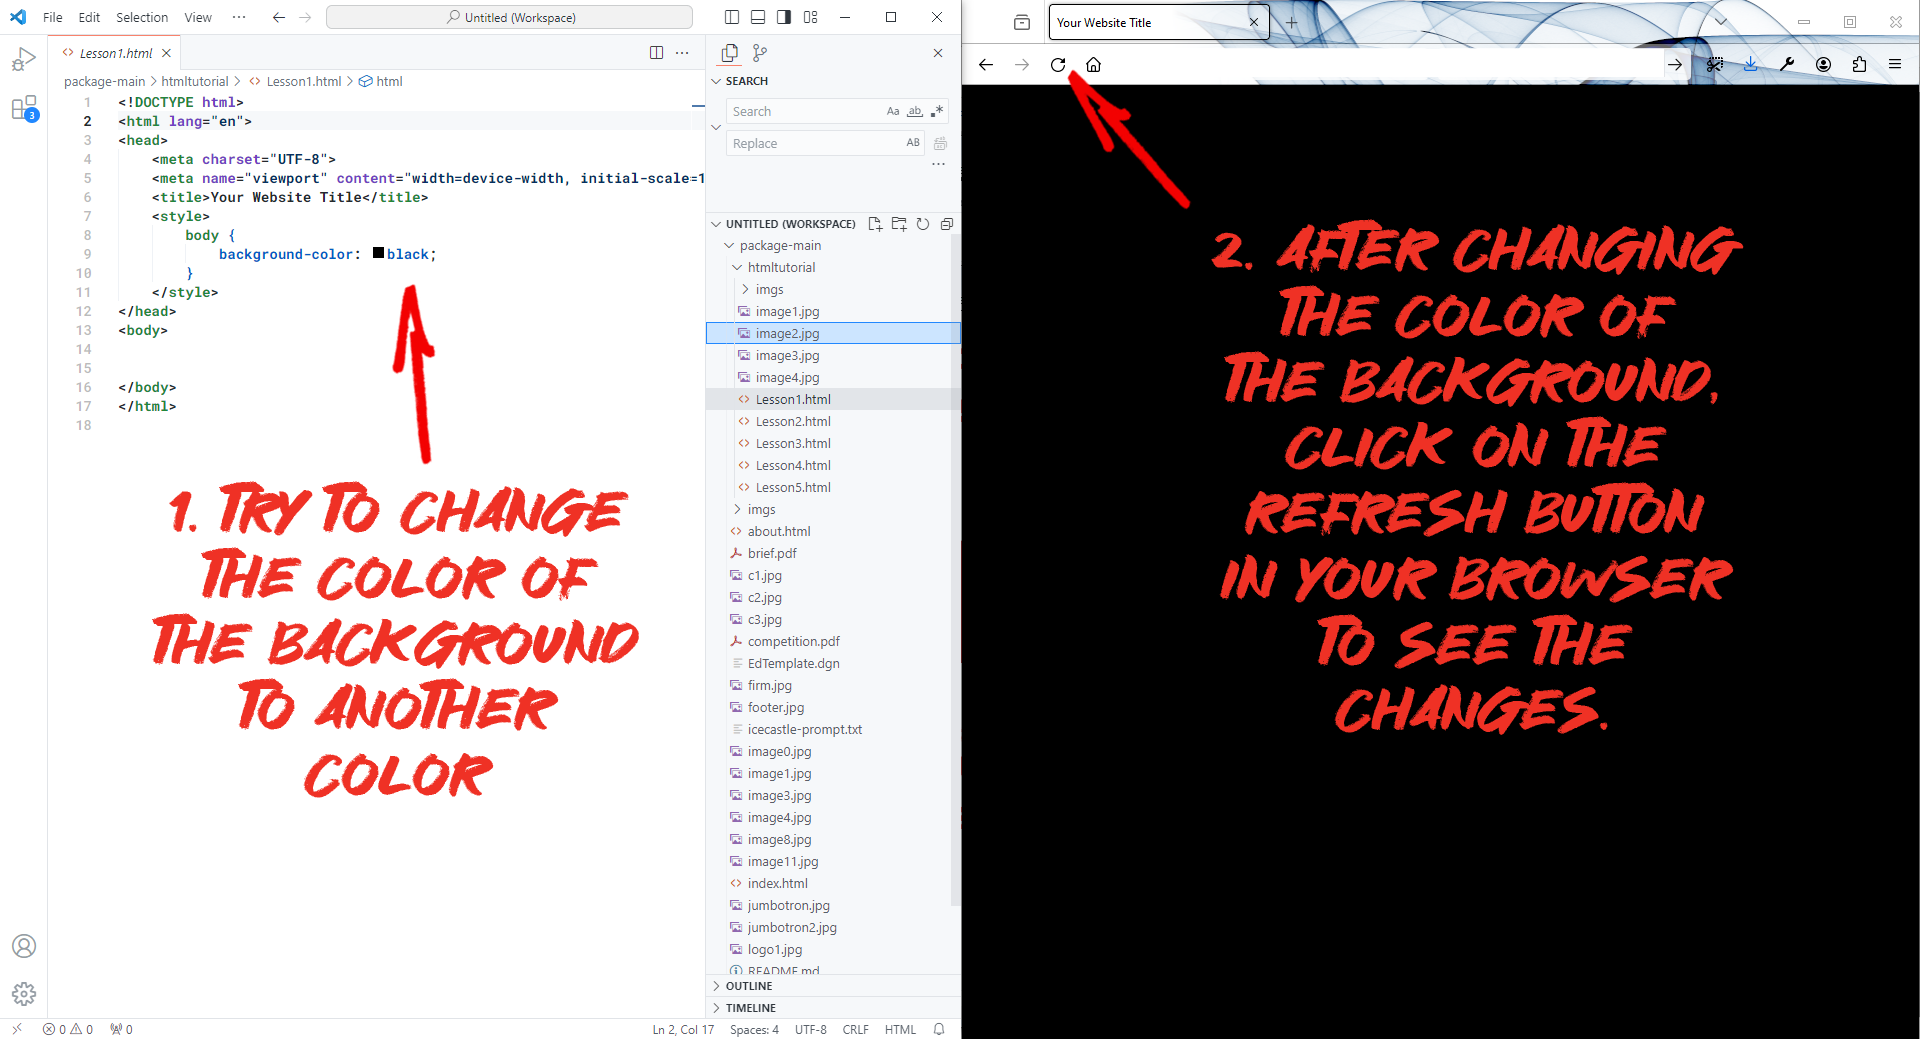 File Edit Selection View ··· Untitled (Workspace)
Lesson1.html
package-main > htmltutorial > Lesson1.html > html
1 <!DOCTYPE html>
2 <html lang="en">
3 <head>
4 <meta charset="UTF-8">
5 <meta name="viewport" content="width=device-width, initial-scale=1
6 <title>Your Website Title</title>
7 <style>
8 body {
9 background-color: black;
10 }
11 </style>
12 </head>
13 <body>
14
15
16 </body>
17 </html>
18
3
1. TRY TO CHANGE
THE COLOR OF
THE BACKGROUND
TO ANOTHER
COLOR
SEARCH
Search Aa ab .*
Replace AB
···
UNTITLED (WORKSPACE)
package-main
htmltutorial
imgs
image1.jpg
image2.jpg
image3.jpg
image4.jpg
Lesson1.html
Lesson2.html
Lesson3.html
Lesson4.html
Lesson5.html
imgs
about.html
brief.pdf
c1.jpg
c2.jpg
c3.jpg
competition.pdf
EdTemplate.dgn
firm.jpg
footer.jpg
icecastle-prompt.txt
image0.jpg
image1.jpg
image3.jpg
image4.jpg
image8.jpg
image11.jpg
index.html
jumbotron.jpg
jumbotron2.jpg
logo1.jpg
README.md
OUTLINE
TIMELINE
0 0 0 Ln 2, Col 17 Spaces: 4 UTF-8 CRLF HTML
Your Website Title
2. AFTER CHANGING
THE COLOR OF
THE BACKGROUND,
CLICK ON THE
REFRESH BUTTON
IN YOUR BROWSER
TO SEE THE
CHANGES.